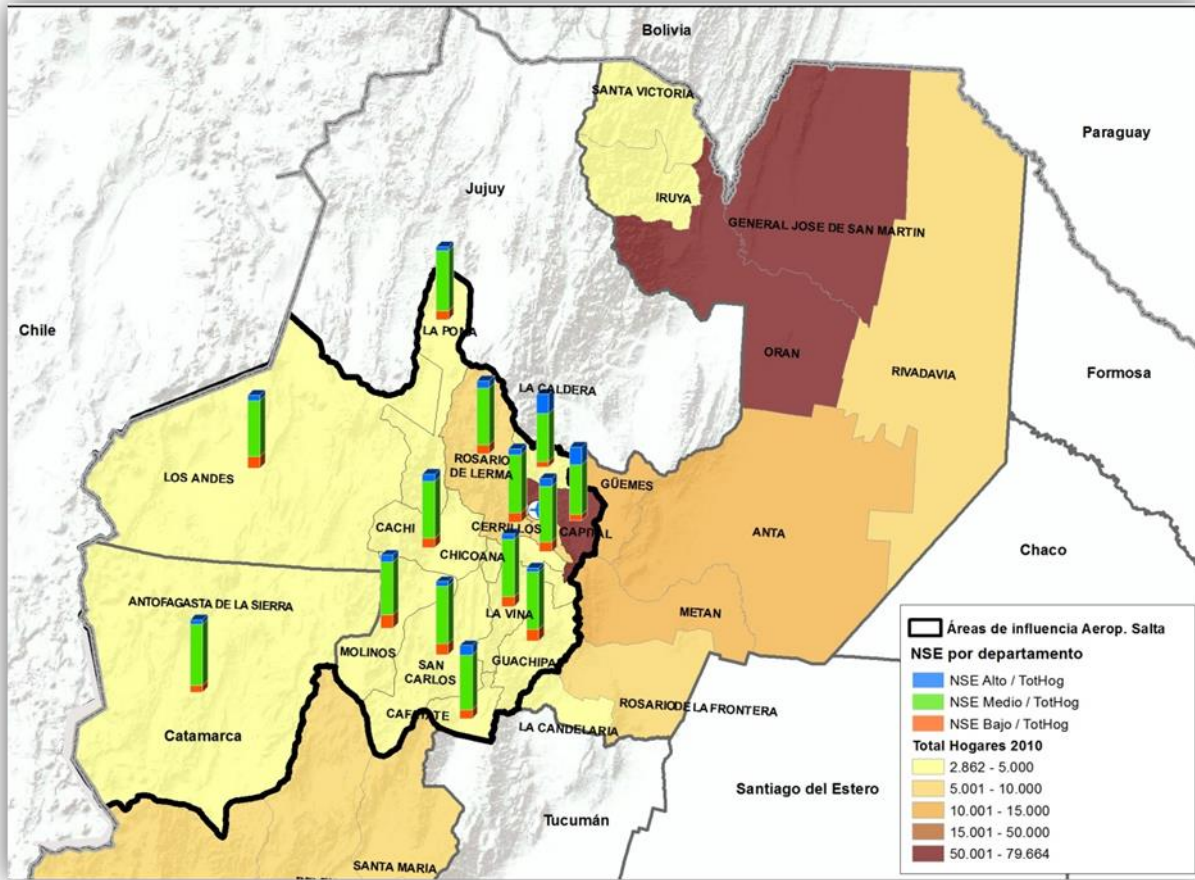 Bolivia
SANTA VICTORIA
Paraguay
Jujuy
IRUYA
GENERAL JOSE DE SAN MARTIN
Chile
LA POMA
ORAN
RIVADAVIA
Formosa
LA CALDERA
ROSARIO
DE LERMA
LOS ANDES
GÜEMES
CACHI
CERRILLOS
CAPITAL
ANTA
CHICOANA
Chaco
ANTOFAGASTA DE LA SIERRA
LA VIÑA
METAN
MOLINOS
SAN
CARLOS
GUACHIPAS
CAFAYATE
ROSARIO DE LA FRONTERA
LA CANDELARIA
Catamarca
Santiago del Estero
Tucumán
SANTA MARIA
Áreas de influencia Aerop. Salta
NSE por departamento
NSE Alto / TotHog
NSE Medio / TotHog
NSE Bajo / TotHog
Total Hogares 2010
2.862 - 5.000
5.001 - 10.000
10.001 - 15.000
15.001 - 50.000
50.001 - 79.664